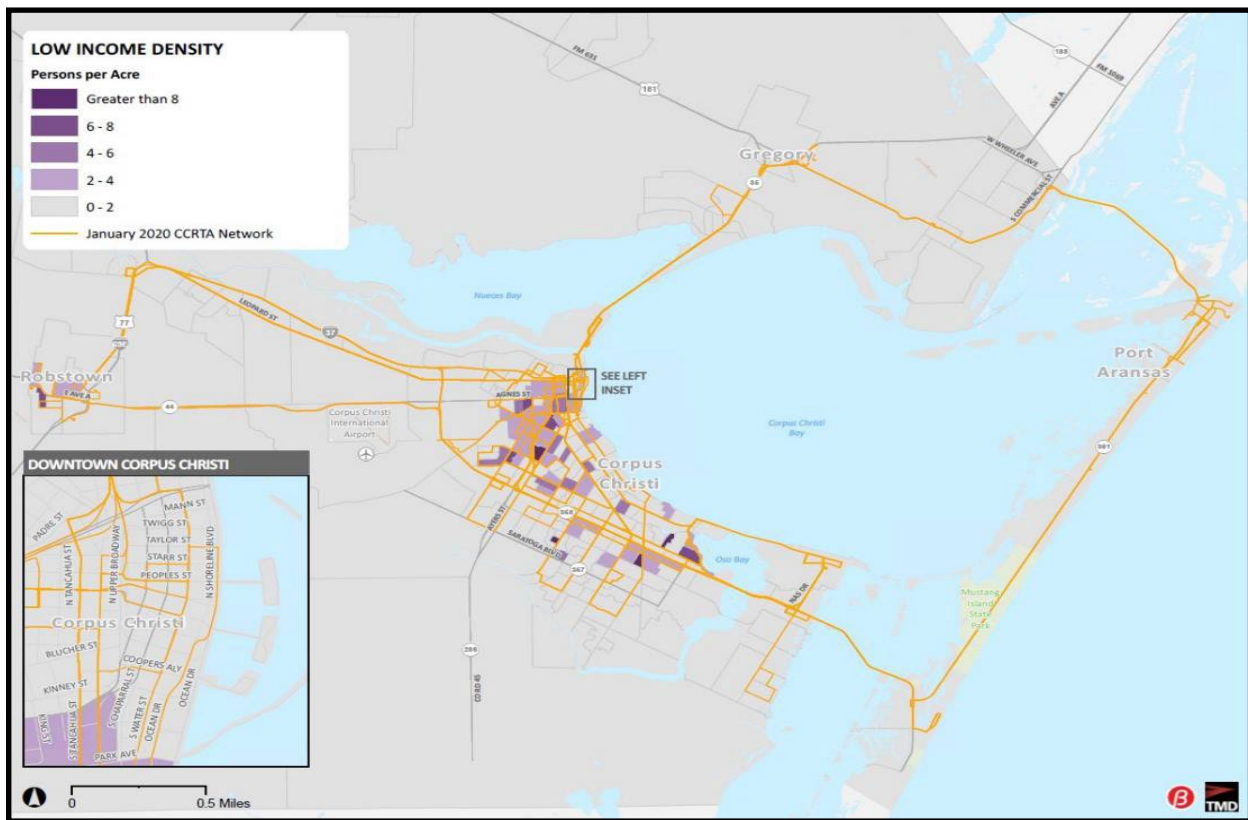 LOW INCOME DENSITY
Persons per Acre
Greater than 8
6 - 8
4 - 6
2 - 4
0 - 2
January 2020 CCRTA Network
FM 631
181
188
FM 1069
AVE A
W WHEELER AVE
Gregory
S COMMERCIAL ST
Nueces Bay
LEOPARD ST
37
77
Robstown
E AVE A
44
AGNES ST
SEE LEFT
INSET
Corpus Christi
International
Airport
Port
Aransas
Corpus Christi
Bay
Corpus
Christi
AYERS ST
SARATOGA BLVD
Oso Bay
NAS DR
286
CORD 45
Mustang
Island
State
Park
DOWNTOWN CORPUS CHRISTI
PADRE ST
MANN ST
TWIGG ST
TAYLOR ST
STARR ST
PEOPLES ST
N TANCAHUA ST
N UPPER BROADWAY
N SHORELINE BLVD
Corpus Christi
BLUCHER ST
COOPERS ALY
KINNEY ST
KING ST
S TANCAHUA ST
S CHAPARRAL ST
S WATER ST
OCEAN DR
OCEAN DR
PARK AVE
0
0.5 Miles
β
TMD